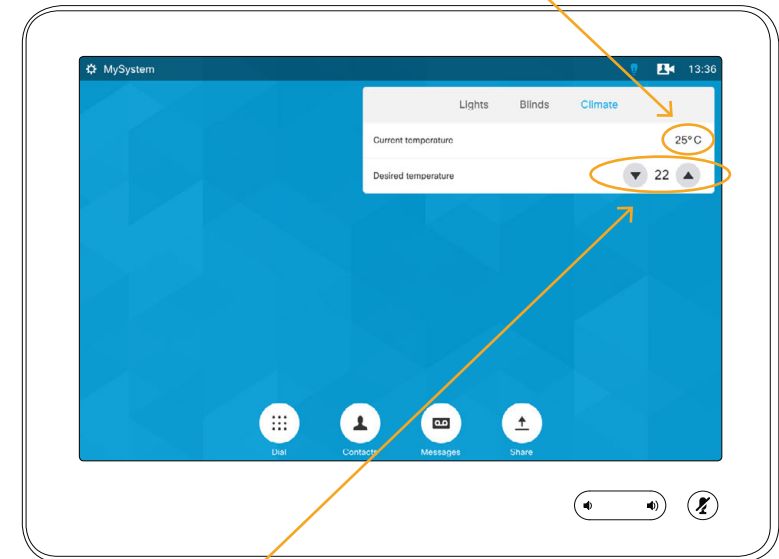 MySystem 13:36
Lights Blinds Climate
Current temperature 25°C
Desired temperature 22
Dial Contacts Messages Share